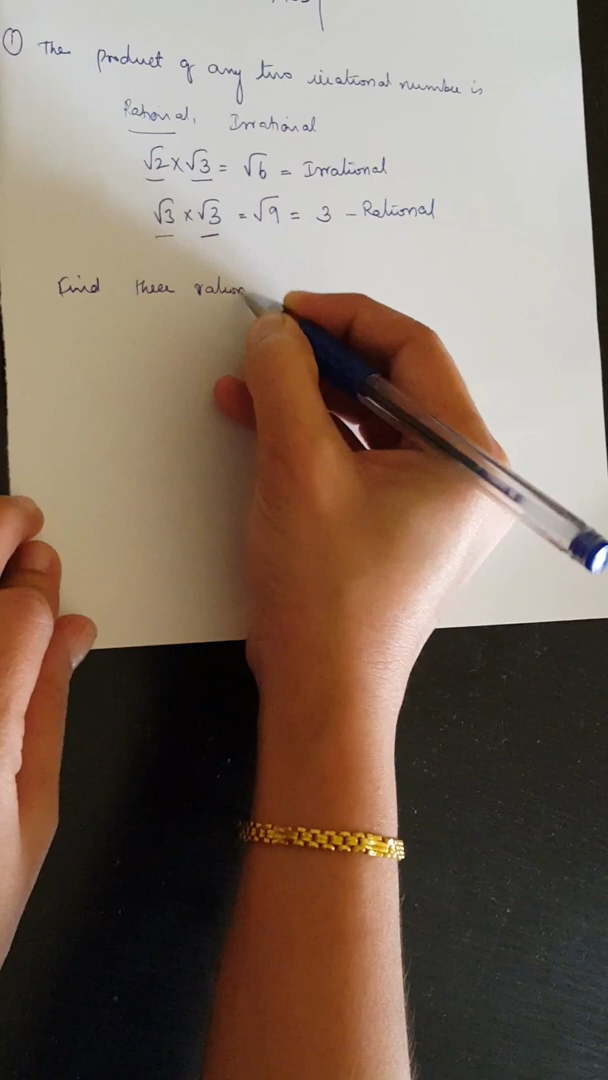 ① The product of any two irrational number is
Rational, Irrational
√2 × √3 = √6 = Irrational
√3 × √3 = √9 = 3 - Rational
Find three ration